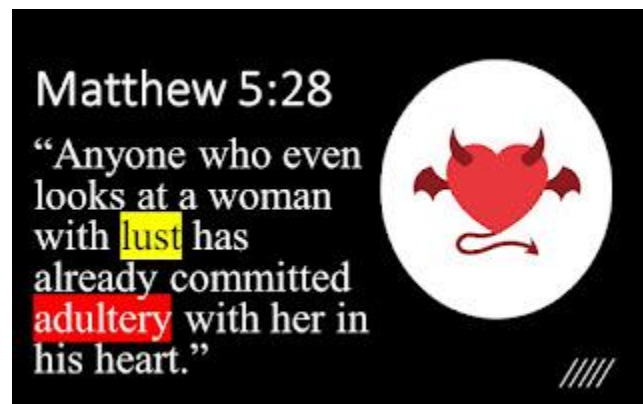 Matthew 5:28
“Anyone who even
looks at a woman
with lust has
already committed
adultery with her in
his heart.”